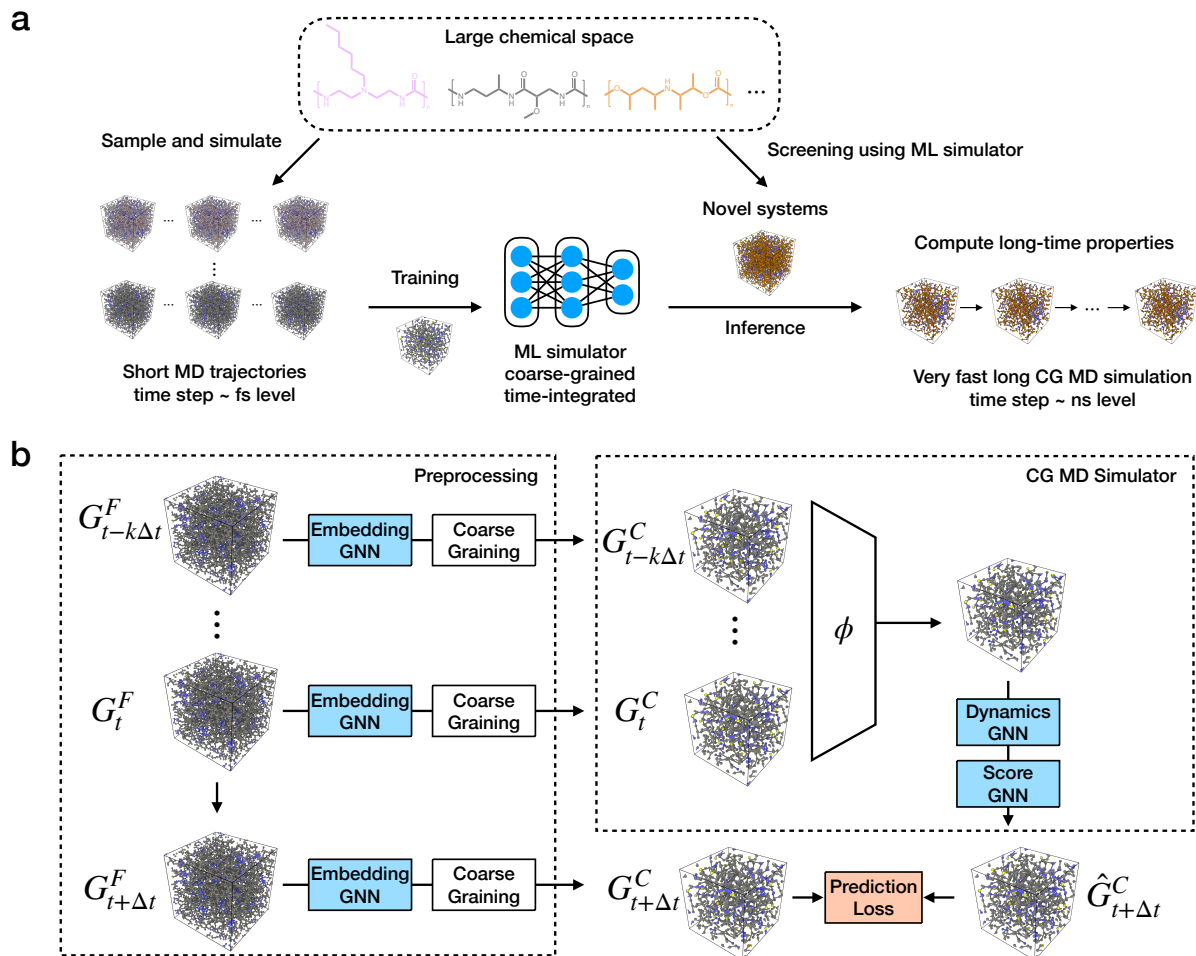 a
Large chemical space
N
H
N
N
H
O
n
N
H
N
H
O
O
N
H
O
n
O
H
N
O
O
n
...
Sample and simulate
Screening using ML simulator
Novel systems
... ...
Compute long-time properties
Training
... ...
...
Inference
Short MD trajectories
time step ~ fs level
ML simulator
coarse-grained
time-integrated
Very fast long CG MD simulation
time step ~ ns level
b
Preprocessing
CG MD Simulator
G^F_{t−kΔt}
Embedding
GNN
Coarse
Graining
G^C_{t−kΔt}
ϕ
G^F_t
Embedding
GNN
Coarse
Graining
G^C_t
Dynamics
GNN
Score
GNN
G^F_{t+Δt}
Embedding
GNN
Coarse
Graining
G^C_{t+Δt}
Prediction
Loss
Ĝ^C_{t+Δt}